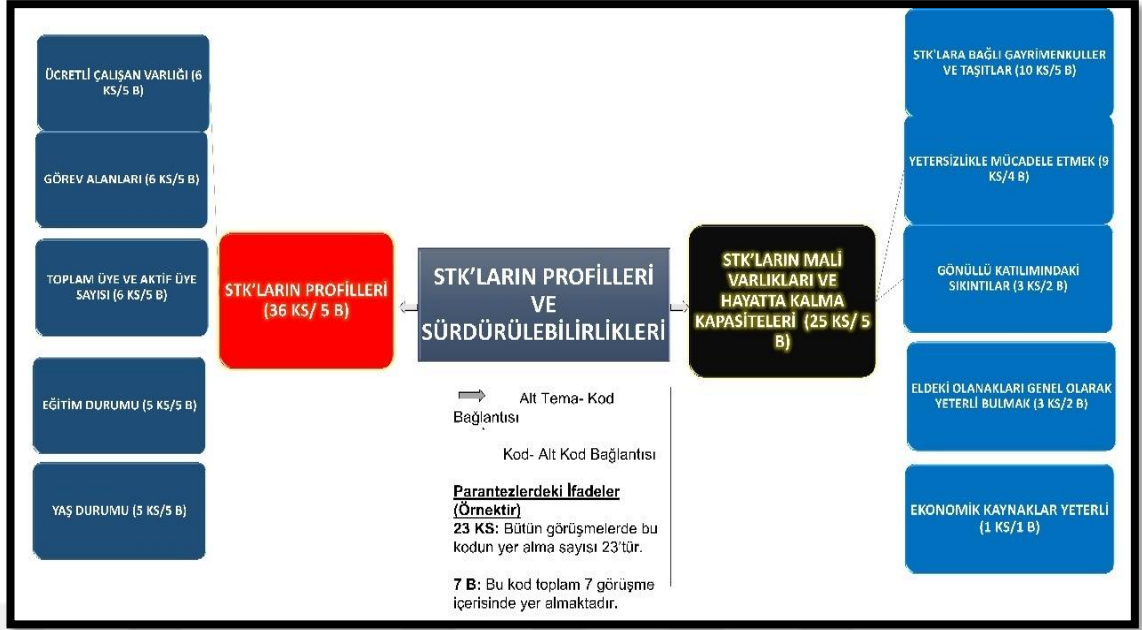 ÜCRETLİ ÇALIŞAN VARLIĞI (6
KS/5 B)
GÖREV ALANLARI (6 KS/5 B)
TOPLAM ÜYE VE AKTİF ÜYE
SAYISI (6 KS/5 B)
EĞİTİM DURUMU (5 KS/5 B)
YAŞ DURUMU (5 KS/5 B)
STK'LARIN PROFİLLERİ
(36 KS/ 5 B)
STK'LARIN PROFİLLERİ
VE
SÜRDÜRÜLEBİLİRLİKLERİ
Alt Tema- Kod
Bağlantısı
Kod- Alt Kod Bağlantısı
Parantezlerdeki İfadeler
(Örnektir)
23 KS: Bütün görüşmelerde bu
kodun yer alma sayısı 23'tür.
7 B: Bu kod toplam 7 görüşme
içerisinde yer almaktadır.
STK'LARIN MALİ
VARLIKLARI VE
HAYATTA KALMA
KAPASİTELERİ (25 KS/ 5
B)
STK'LARA BAĞLI GAYRİMENKULLER
VE TAŞITLAR (10 KS/5 B)
YETERSİZLİKLE MÜCADELE ETMEK (9
KS/4 B)
GÖNÜLLÜ KATILIMINDAKİ
SIKINTILAR (3 KS/2 B)
ELDEKİ OLANAKLARI GENEL OLARAK
YETERLİ BULMAK (3 KS/2 B)
EKONOMİK KAYNAKLAR YETERLİ
(1 KS/1 B)